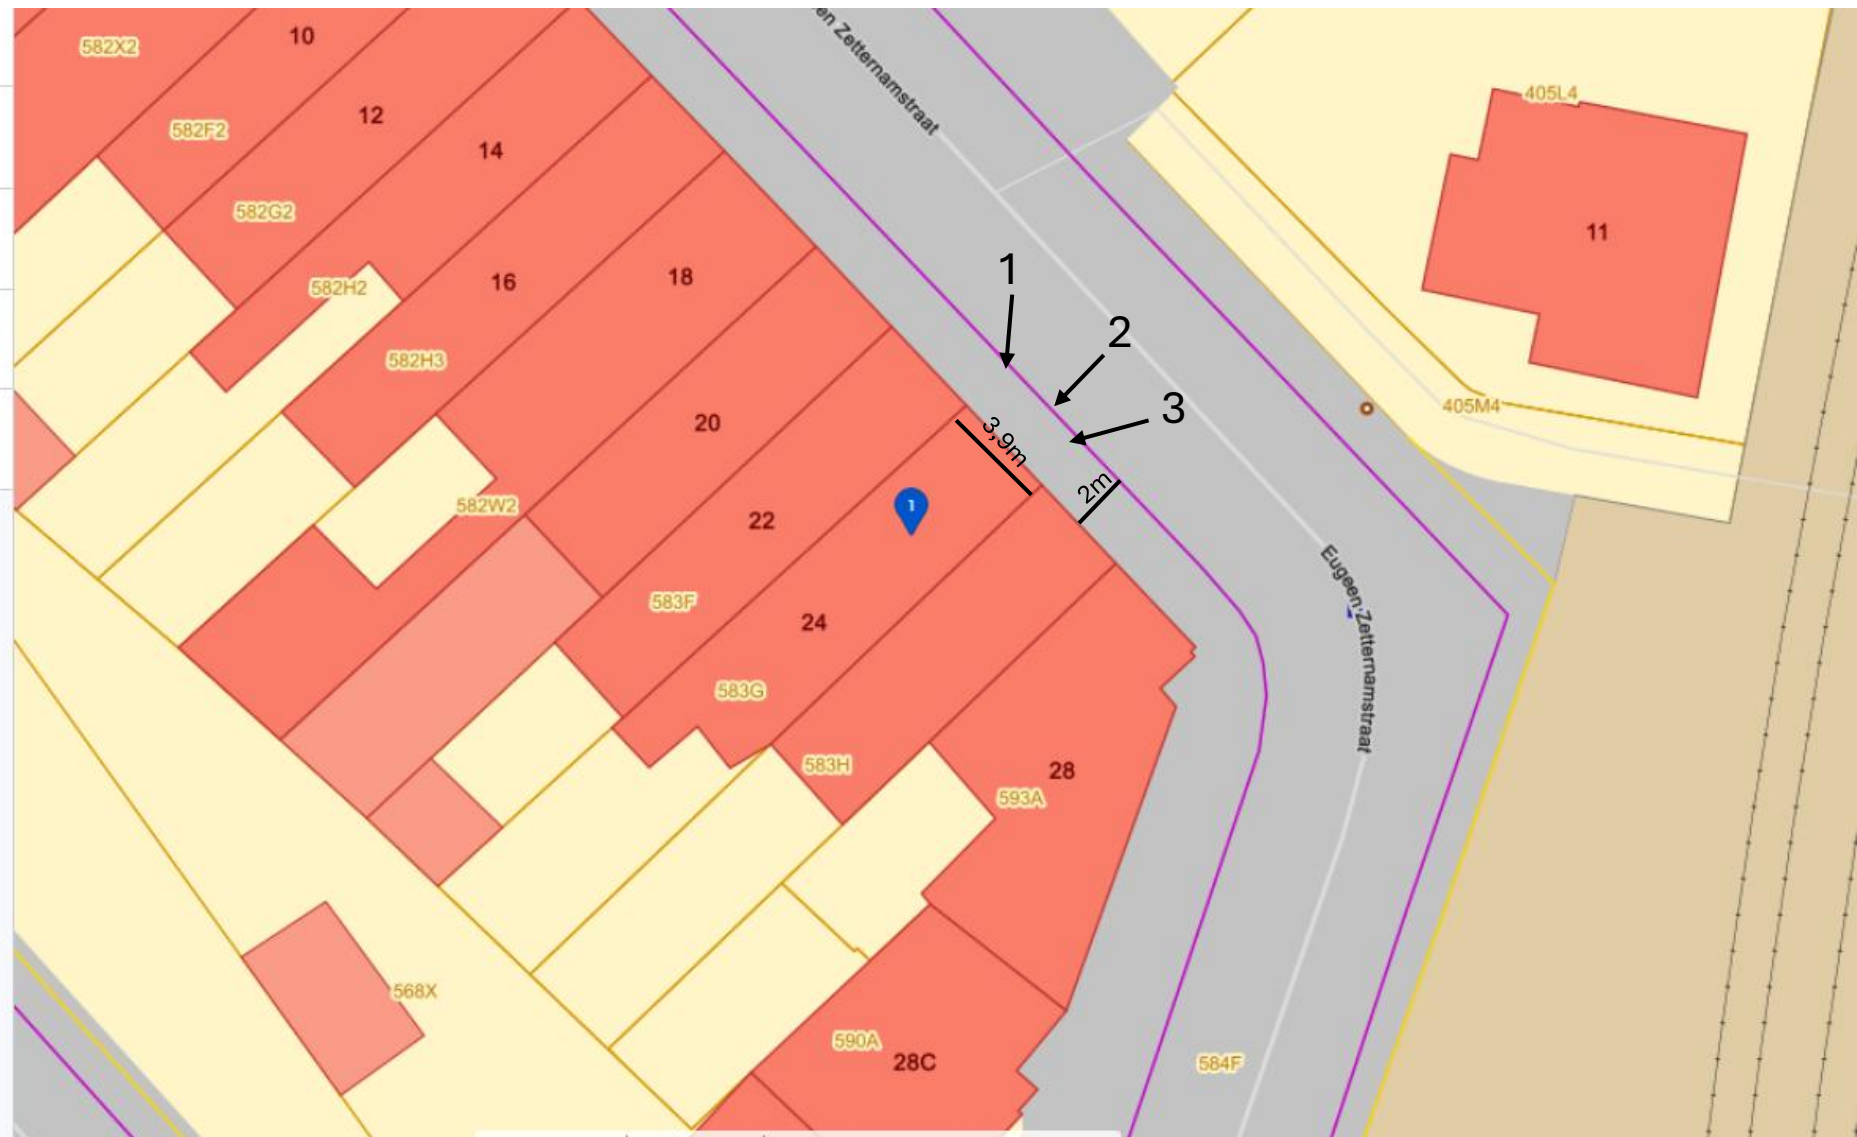 582X2
10
en Zetternamstraat
405L4
12
582F2
14
582G2
11
16
18
1
582H2
2
582H3
3
405M4
20
3,9m
2m
582W2
1
22
Eugeen Zetternamstraat
583F
24
583G
583H
28
593A
568X
590A
28C
584F